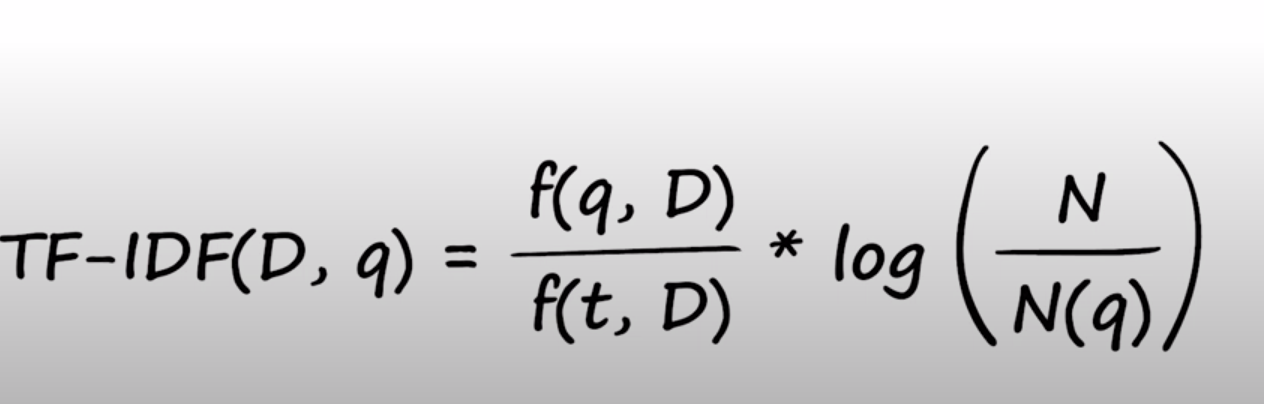 TF-IDF(D, q) = f(q, D) / f(t, D) * log ( N / N(q) )